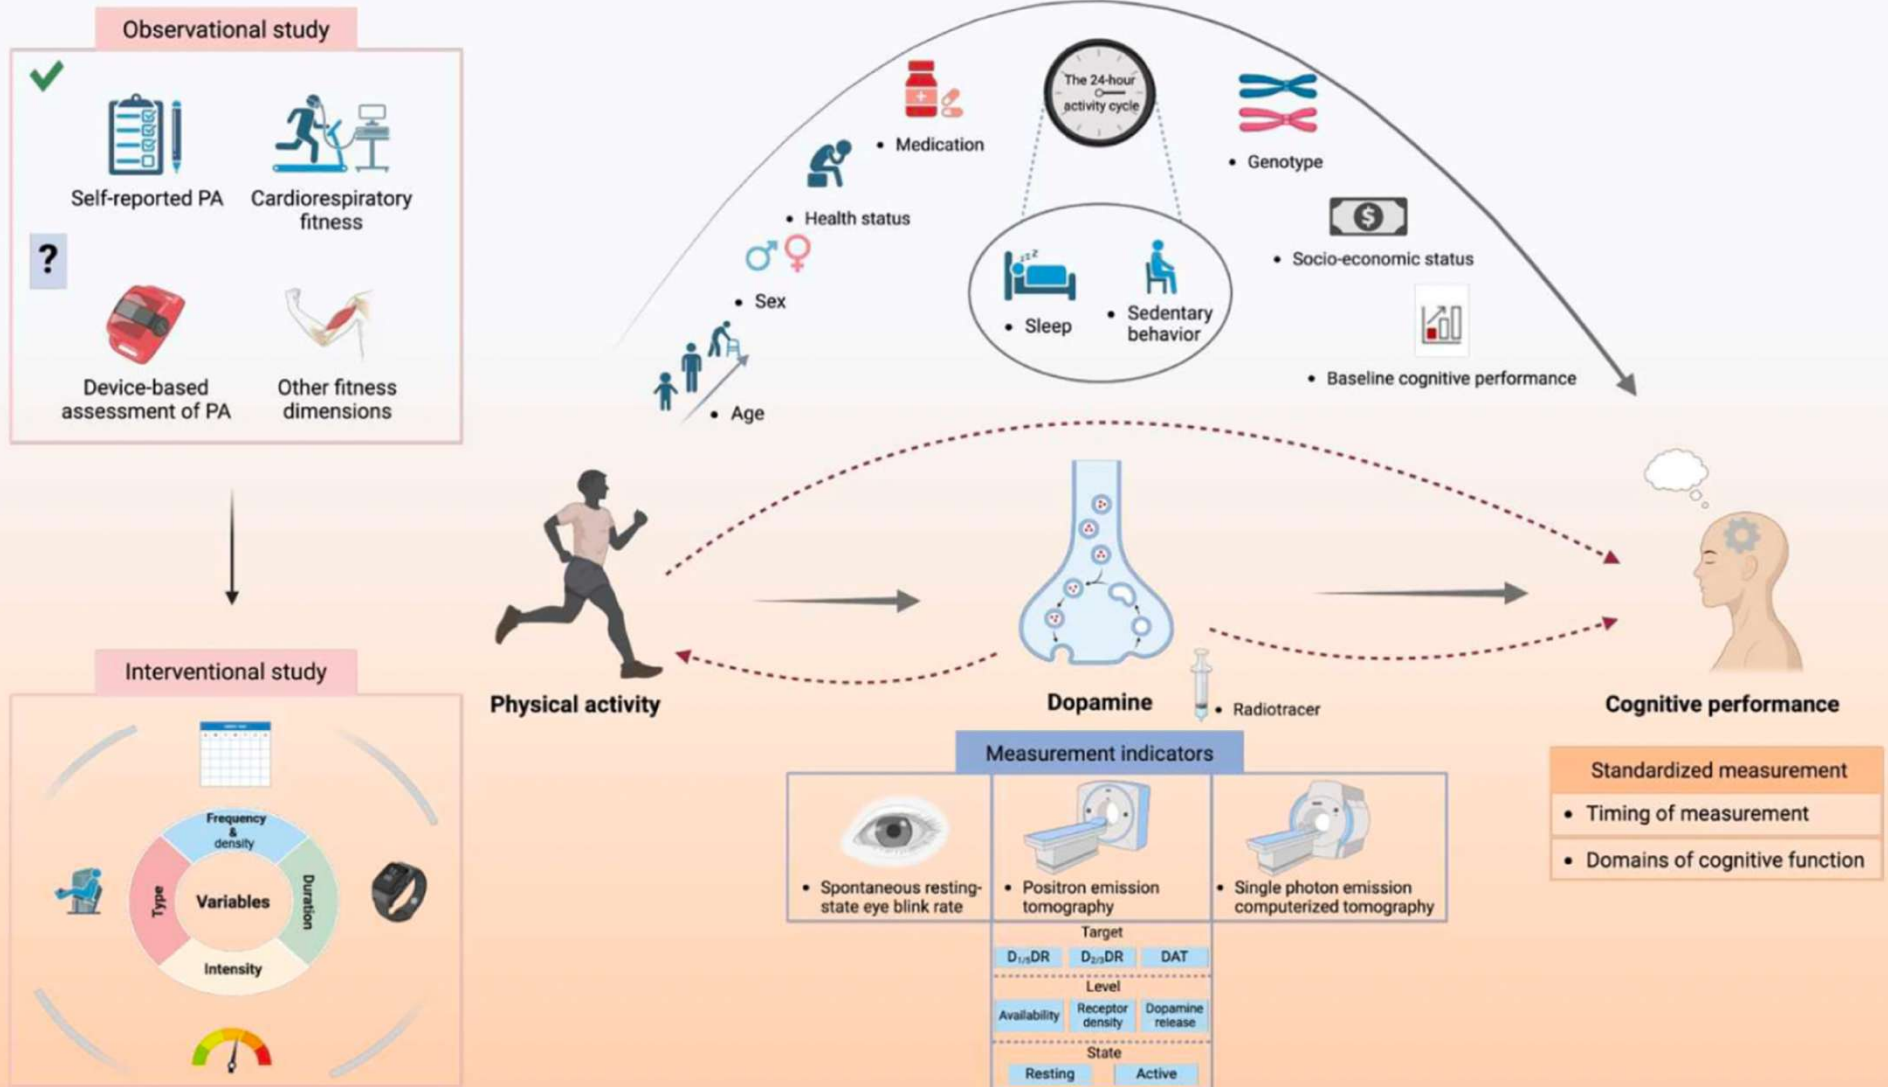 Observational study
Self-reported PA
Cardiorespiratory
fitness
?
Device-based
assessment of PA
Other fitness
dimensions
Interventional study
Frequency
&
density
Type
Variables
Duration
Intensity
The 24-hour
activity cycle
• Medication
• Genotype
• Health status
• Socio-economic status
• Sex
zzz
• Sleep
• Sedentary
behavior
$
• Baseline cognitive performance
• Age
Physical activity
Dopamine
• Radiotracer
Cognitive performance
Measurement indicators
• Spontaneous resting-
state eye blink rate
• Positron emission
tomography
• Single photon emission
computerized tomography
Target
D₁/₅DR
D₂/₃DR
DAT
Level
Availability
Receptor
density
Dopamine
release
State
Resting
Active
Standardized measurement
• Timing of measurement
• Domains of cognitive function